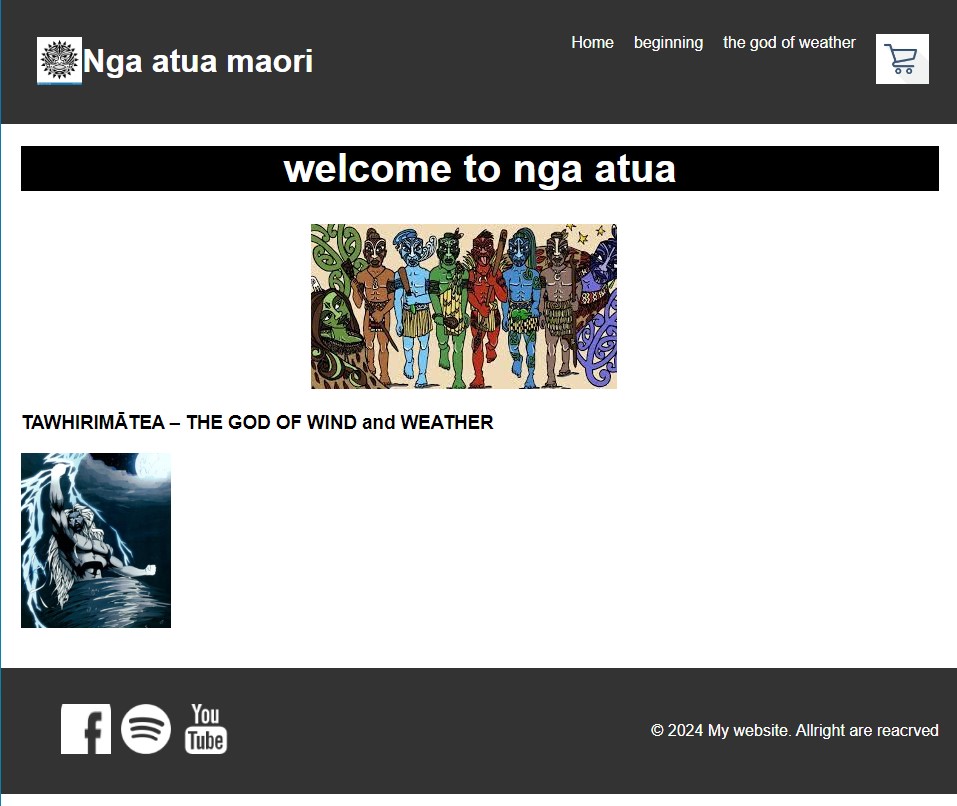 Nga atua maori
Home beginning the god of weather
welcome to nga atua
TAWHIRIMĀTEA – THE GOD OF WIND and WEATHER
You
Tube
© 2024 My website. Allright are reacrved